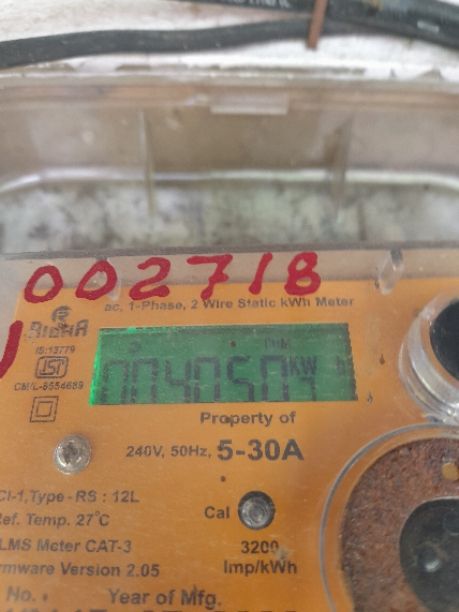 002718
ac, 1-Phase, 2 Wire Static kWh Meter
IS:13779
CM/L-8554689
KW h
Property of
240V, 50Hz, 5-30A
Cl-1, Type - RS : 12L
Ref. Temp. 27°C
Cal
LMS Meter CAT-3
3200
Imp/kWh
rmware Version 2.05
No.
Year of Mfg.